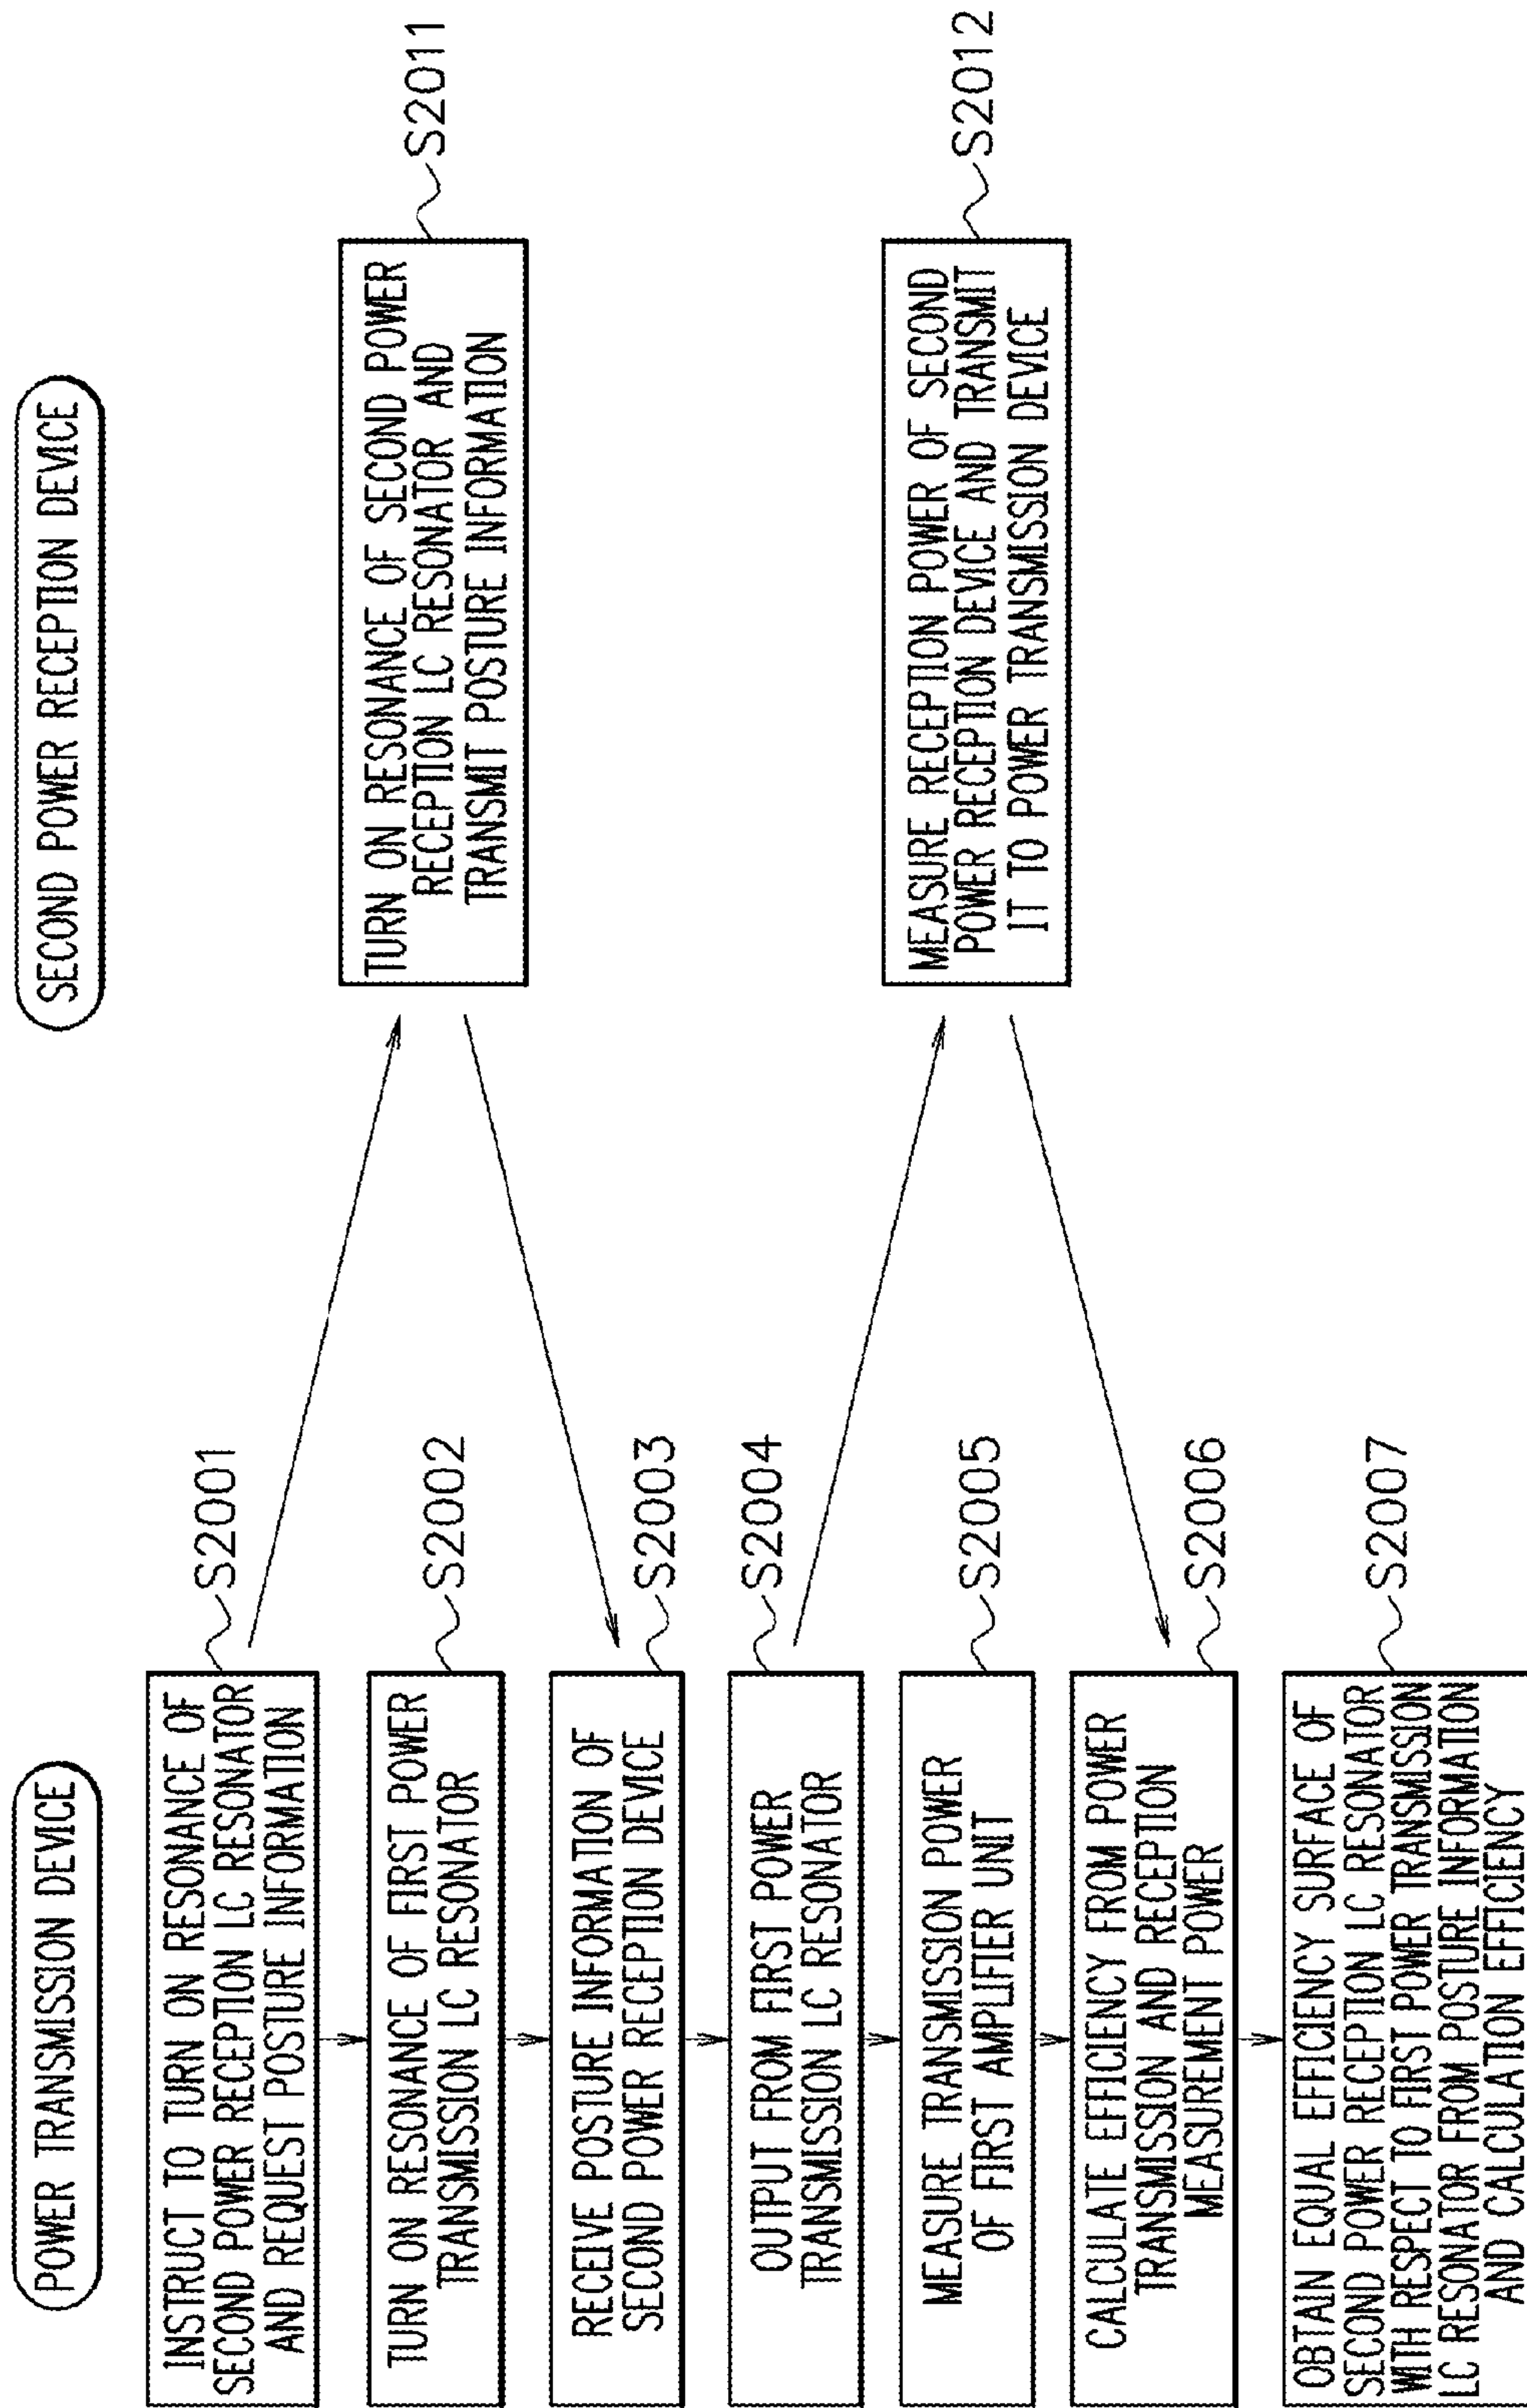 POWER TRANSMISSION DEVICE
INSTRUCT TO TURN ON RESONANCE OF
SECOND POWER RECEPTION LC RESONATOR
AND REQUEST POSTURE INFORMATION
S2001
TURN ON RESONANCE OF FIRST POWER
TRANSMISSION LC RESONATOR
S2002
RECEIVE POSTURE INFORMATION OF
SECOND POWER RECEPTION DEVICE
S2003
OUTPUT FROM FIRST POWER
TRANSMISSION LC RESONATOR
S2004
MEASURE TRANSMISSION POWER
OF FIRST AMPLIFIER UNIT
S2005
CALCULATE EFFICIENCY FROM POWER
TRANSMISSION AND RECEPTION
MEASUREMENT POWER
S2006
OBTAIN EQUAL EFFICIENCY SURFACE OF
SECOND POWER RECEPTION LC RESONATOR
WITH RESPECT TO FIRST POWER TRANSMISSION
LC RESONATOR FROM POSTURE INFORMATION
AND CALCULATION EFFICIENCY
S2007
SECOND POWER RECEPTION DEVICE
TURN ON RESONANCE OF SECOND POWER
RECEPTION LC RESONATOR AND
TRANSMIT POSTURE INFORMATION
S2011
MEASURE RECEPTION POWER OF SECOND
POWER RECEPTION DEVICE AND TRANSMIT
IT TO POWER TRANSMISSION DEVICE
S2012